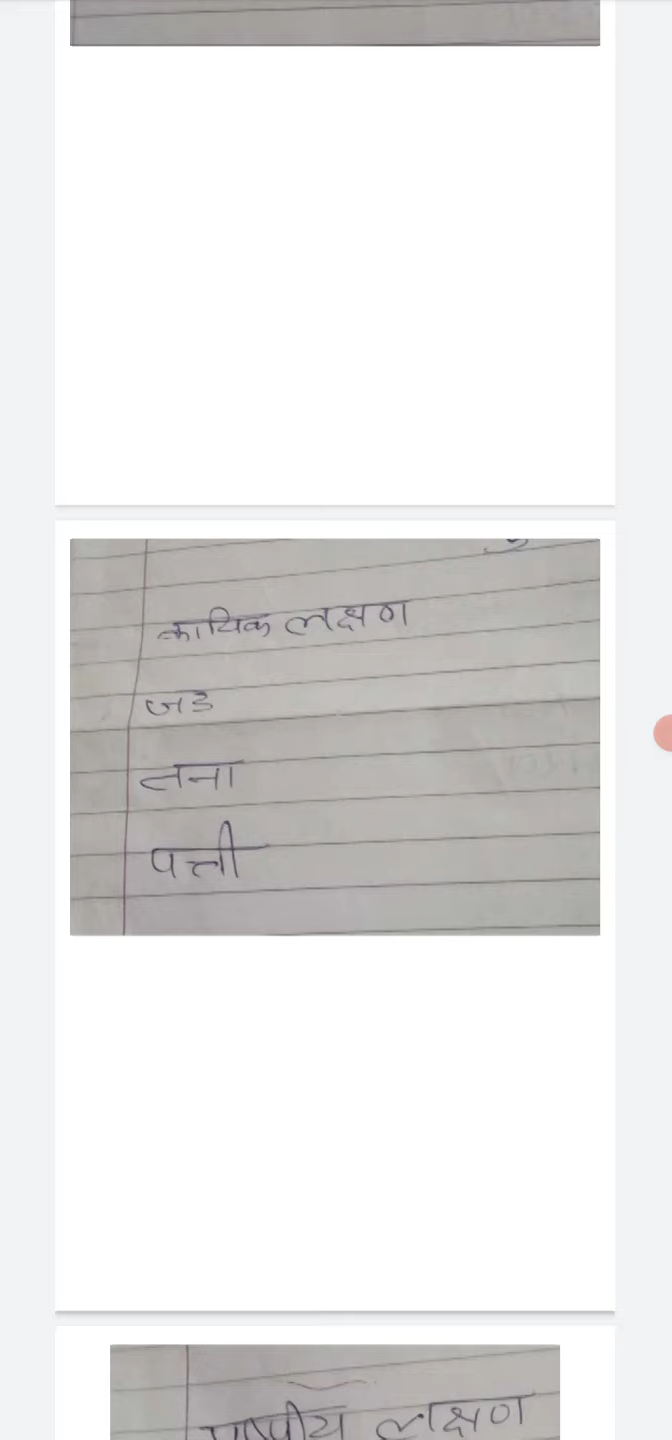 कायिक लक्षण
जड
तना
पत्ती
पुष्पीय लक्षण